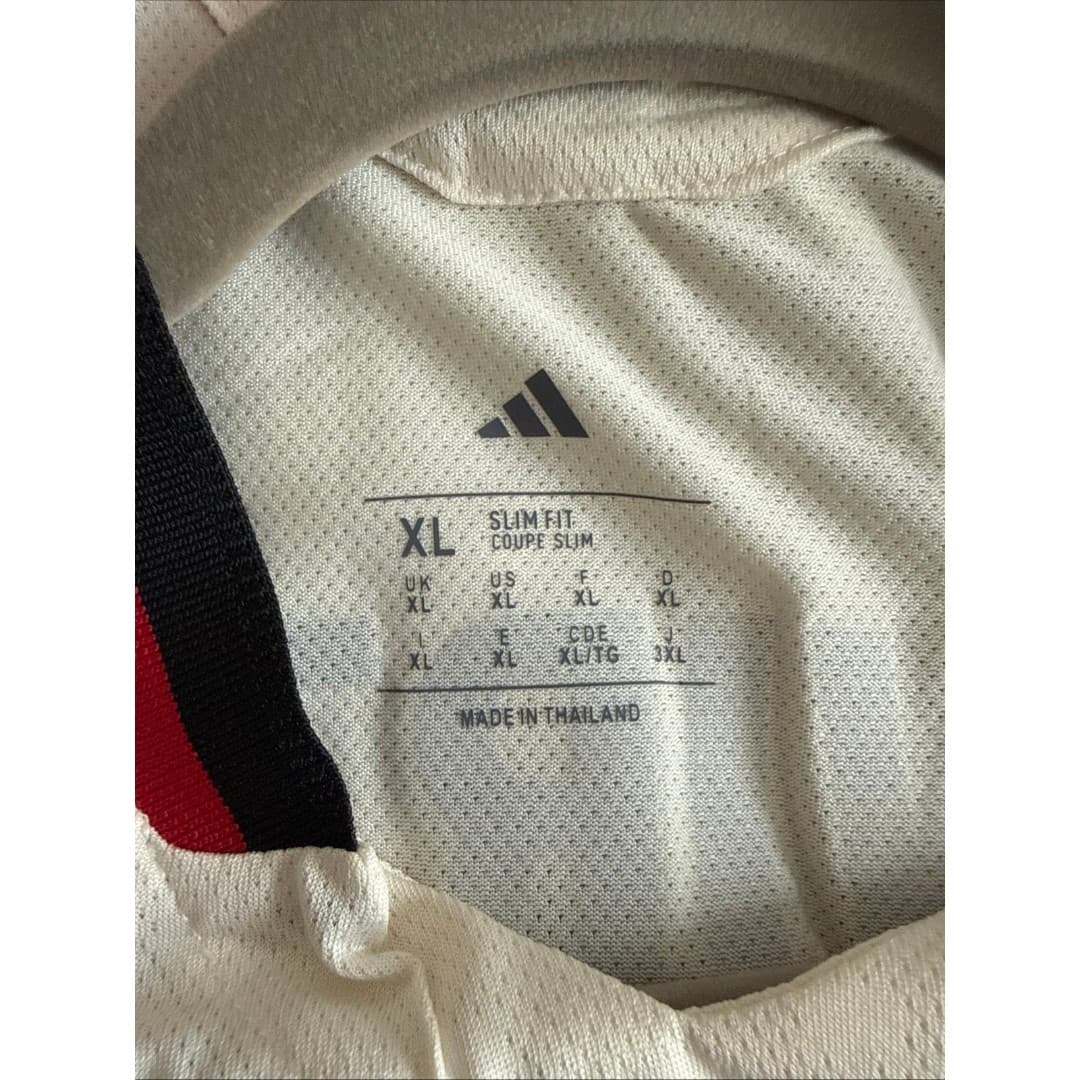 XL SLIM FIT
COUPE SLIM
UK US F D
XL XL XL XL
I E CDE J
XL XL XL/TG 3XL
MADE IN THAILAND